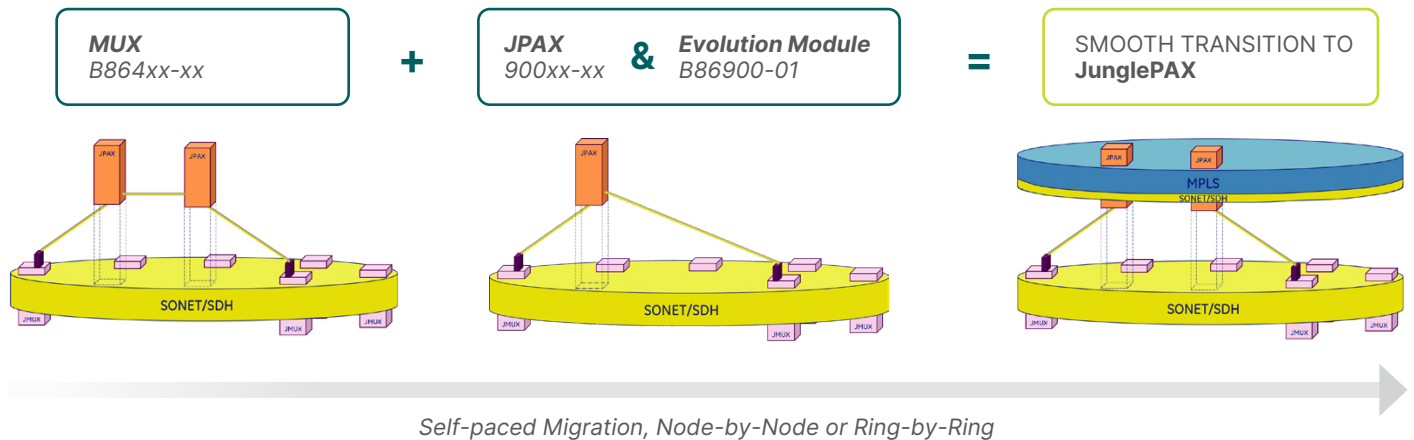 MUX
B864xx-xx
+
JPAX
900xx-xx
&
Evolution Module
B86900-01
=
SMOOTH TRANSITION TO
JunglePAX
JPAX
JPAX
SONET/SDH
JMUX
JMUX
JMUX
JPAX
SONET/SDH
JMUX
JMUX
JMUX
JPAX
JPAX
MPLS
SONET/SDH
SONET/SDH
JMUX
JMUX
JMUX
Self-paced Migration, Node-by-Node or Ring-by-Ring